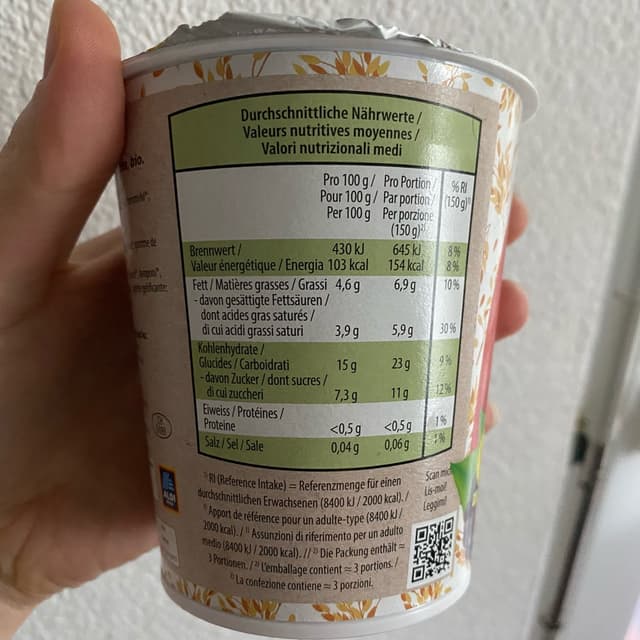 Durchschnittliche Nährwerte /
Valeurs nutritives moyennes /
Valori nutrizionali medi
Pro 100 g / Pro Portion / % RI
Pour 100 g / Par portion / (150 g)¹⁾
Per 100 g Per porzione
(150 g)²⁾
Brennwert / 430 kJ 645 kJ 8 %
Valeur énergétique / Energia 103 kcal 154 kcal 8 %
Fett / Matières grasses / Grassi 4,6 g 6,9 g 10 %
- davon gesättigte Fettsäuren /
dont acides gras saturés /
di cui acidi grassi saturi 3,9 g 5,9 g 30 %
Kohlenhydrate /
Glucides / Carboidrati 15 g 23 g 9 %
- davon Zucker / dont sucres /
di cui zuccheri 7,3 g 11 g 12 %
Eiweiss / Protéines /
Proteine <0,5 g <0,5 g 1 %
Salz / Sel / Sale 0,04 g 0,06 g 1 %
¹⁾ RI (Reference Intake) = Referenzmenge für einen
durchschnittlichen Erwachsenen (8400 kJ / 2000 kcal). /
¹⁾ Apport de référence pour un adulte-type (8400 kJ /
2000 kcal). / ¹⁾ Assunzioni di riferimento per un adulto
medio (8400 kJ / 2000 kcal). // ²⁾ Die Packung enthält ≈
3 Portionen. / ²⁾ L'emballage contient ≈ 3 portions. /
²⁾ La confezione contiene ≈ 3 porzioni.
Scan
Lis-moi!
Leggimi!
bio.
ALDI